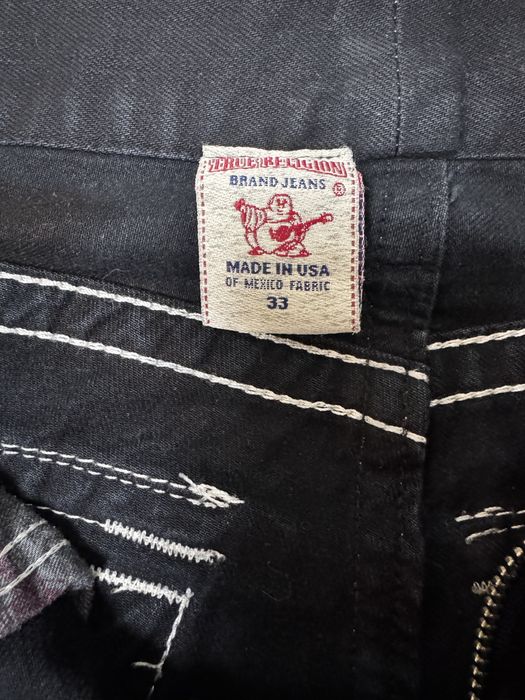 TRUE RELIGION
BRAND JEANS ®
MADE IN USA
OF MEXICO FABRIC
33